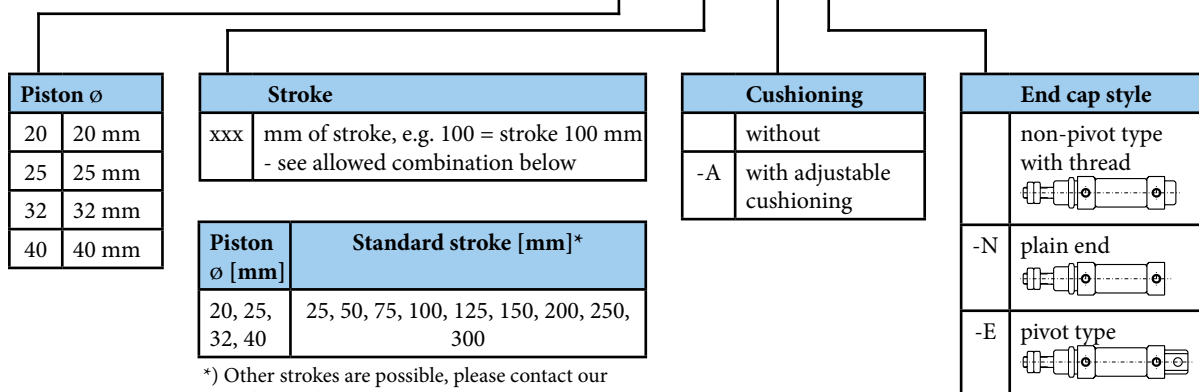 Piston ø
20 20 mm
25 25 mm
32 32 mm
40 40 mm
Stroke
xxx mm of stroke, e.g. 100 = stroke 100 mm
- see allowed combination below
Piston Standard stroke [mm]*
ø [mm]
20, 25, 25, 50, 75, 100, 125, 150, 200, 250,
32, 40 300
*) Other strokes are possible, please contact our
Cushioning
without
-A with adjustable
cushioning
End cap style
non-pivot type
with thread
-N plain end
-E pivot type